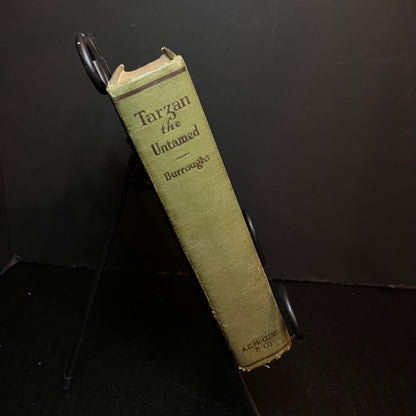 Tarzan
the
Untamed
Burroughs
A.C. McCLURG
& CO.